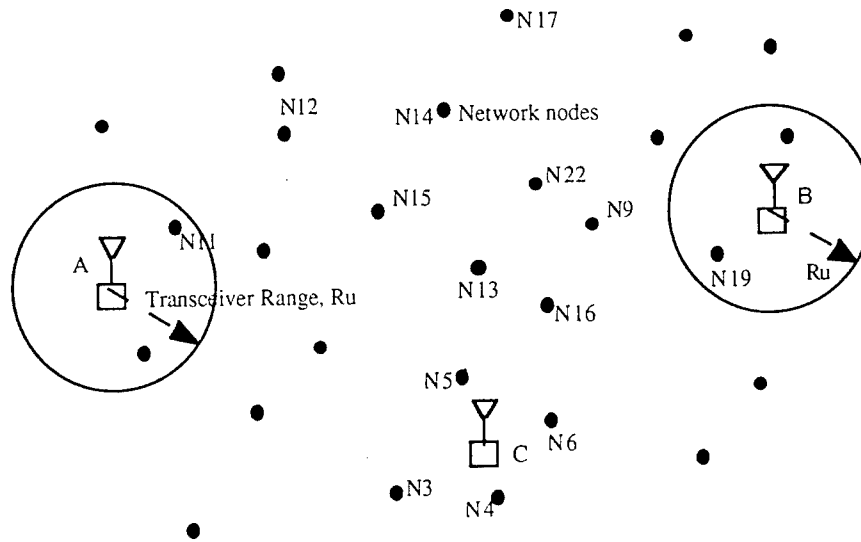 N17
N12
N14
Network nodes
N22
N15
N9
B
N11
A
N13
N19
Ru
Transceiver Range, Ru
N16
N5
N6
C
N3
N4